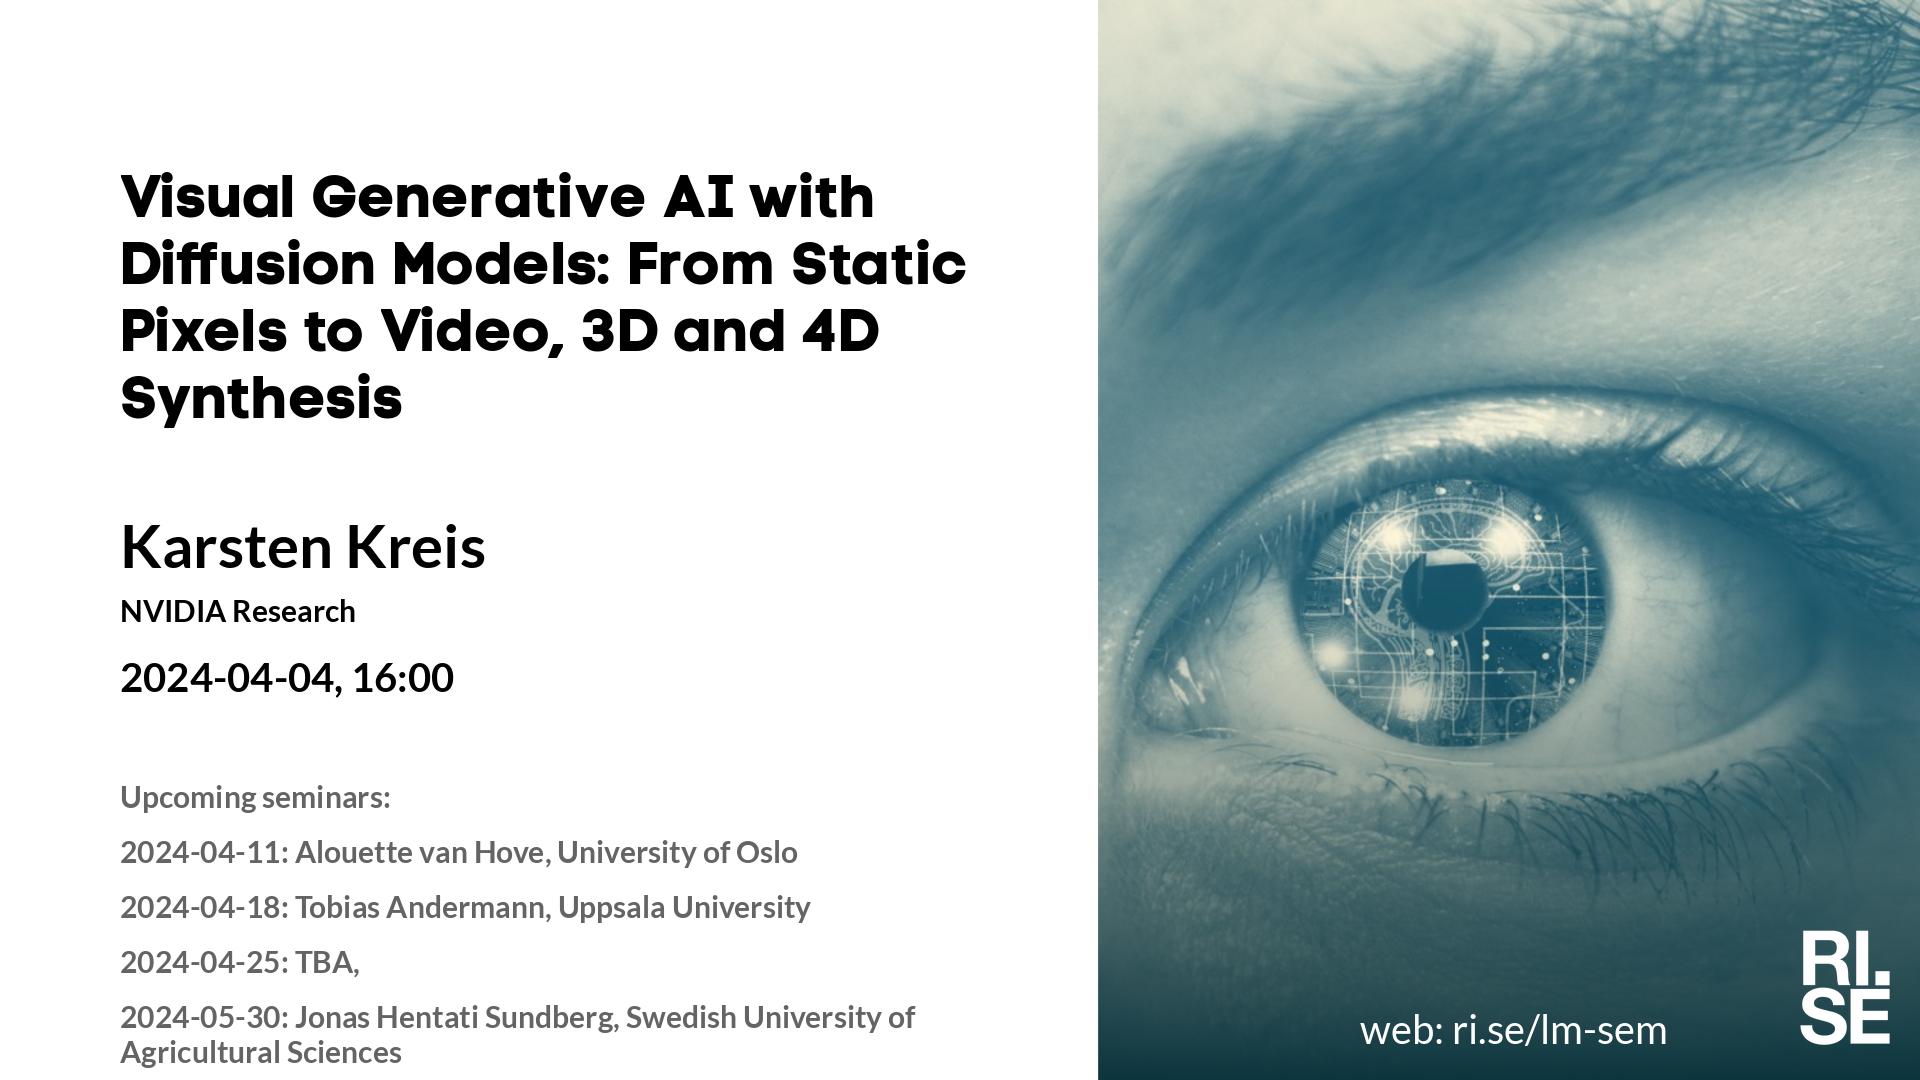 Visual Generative AI with
Diffusion Models: From Static
Pixels to Video, 3D and 4D
Synthesis
Karsten Kreis
NVIDIA Research
2024-04-04, 16:00
Upcoming seminars:
2024-04-11: Alouette van Hove, University of Oslo
2024-04-18: Tobias Andermann, Uppsala University
2024-04-25: TBA,
2024-05-30: Jonas Hentati Sundberg, Swedish University of
Agricultural Sciences
web: ri.se/lm-sem
RI.
SE